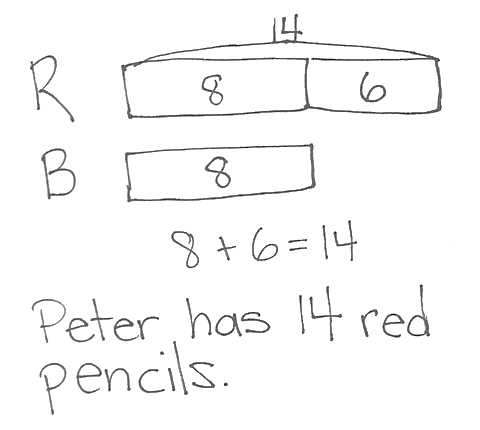 14
R 8 6
B 8
8 + 6 = 14
Peter has 14 red
pencils.